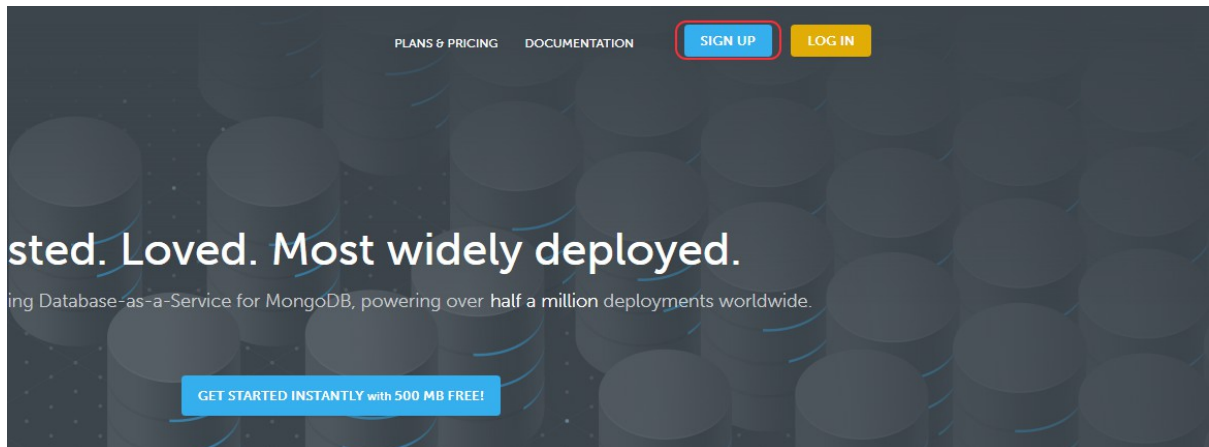 PLANS & PRICING DOCUMENTATION SIGN UP LOG IN
sted. Loved. Most widely deployed.
ing Database-as-a-Service for MongoDB, powering over half a million deployments worldwide.
GET STARTED INSTANTLY with 500 MB FREE!